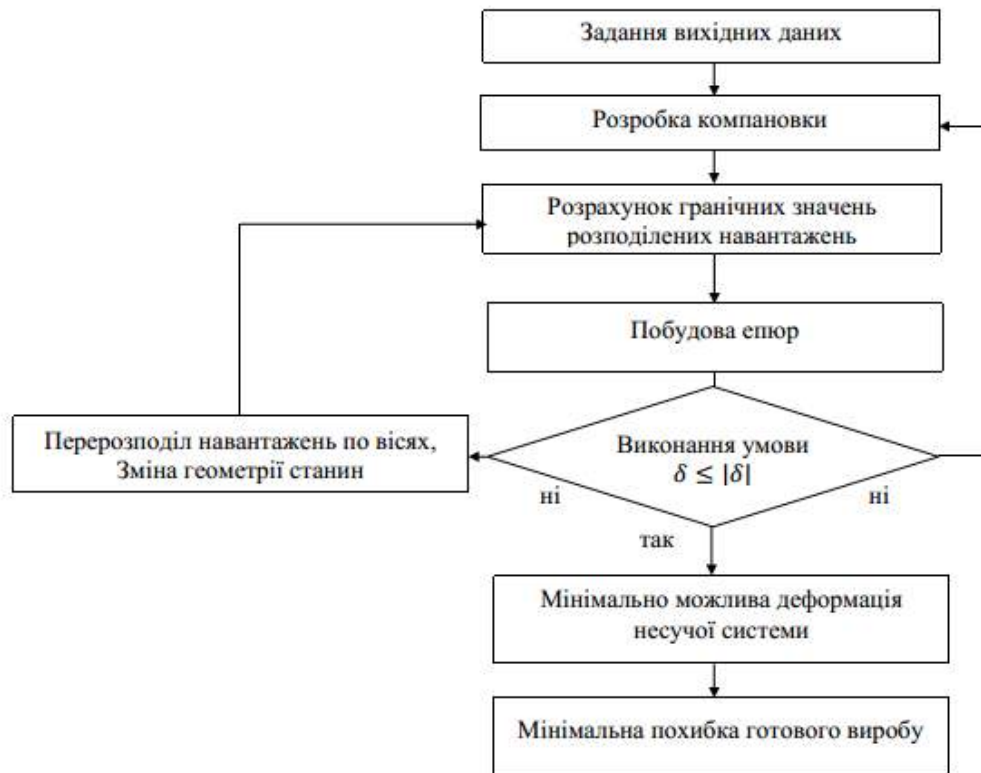 Задання вихідних даних
Розробка компановки
Розрахунок гранічних значень
розподілених навантажень
Побудова епюр
Перерозподіл навантажень по вісях,
Зміна геометрії станин
Виконання умови
δ ≤ |δ|
ні
ні
так
Мінімально можлива деформація
несучої системи
Мінімальна похибка готового виробу